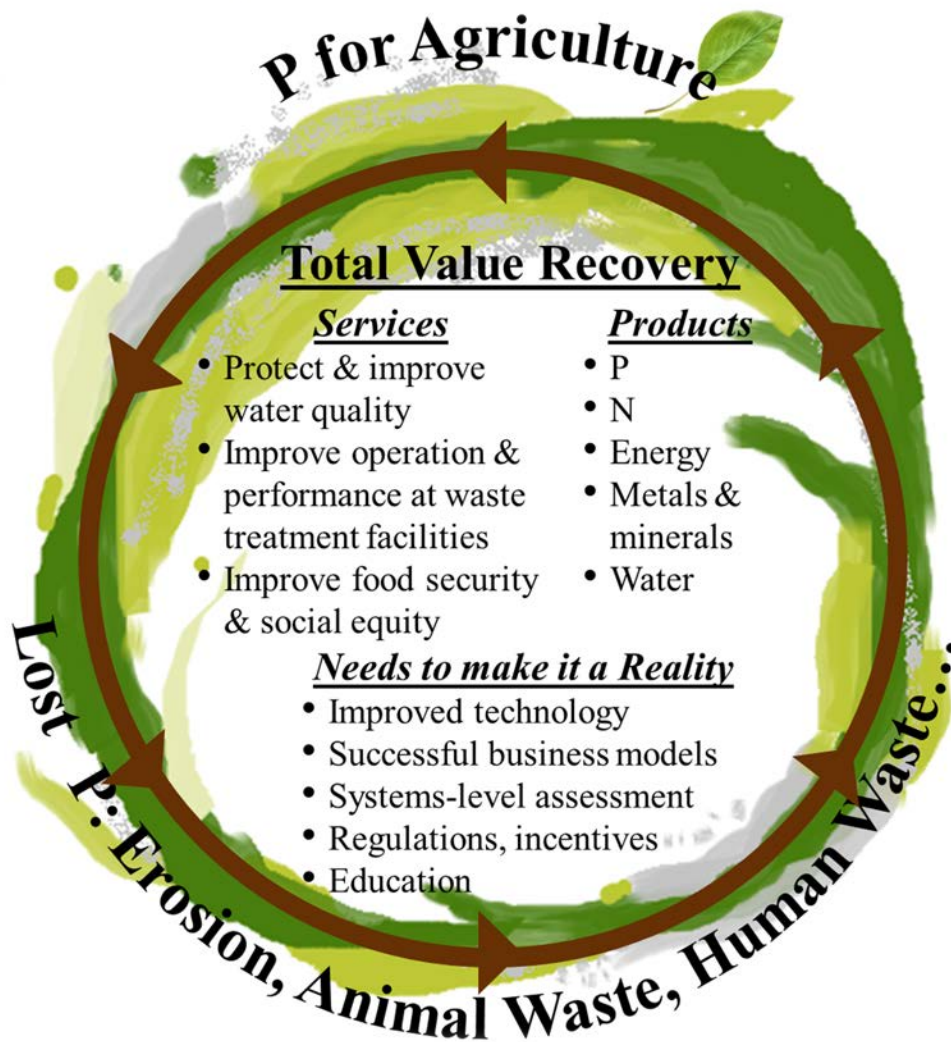 P for Agriculture
Total Value Recovery
Services
• Protect & improve
water quality
• Improve operation &
performance at waste
treatment facilities
• Improve food security
& social equity
Products
• P
• N
• Energy
• Metals &
minerals
• Water
Needs to make it a Reality
• Improved technology
• Successful business models
• Systems-level assessment
• Regulations, incentives
• Education
Lost P: Erosion, Animal Waste, Human Waste...